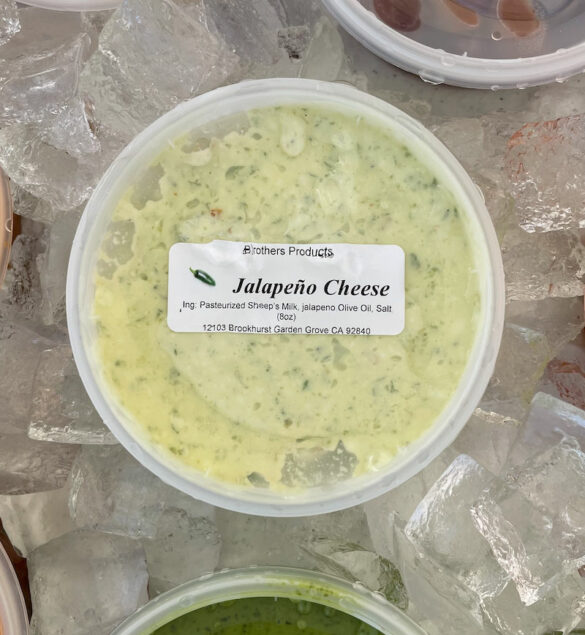 Brothers Products
Jalapeño Cheese
Ing: Pasteurized Sheep's Milk, jalapeno Olive Oil, Salt
(8oz)
12103 Brookhurst Garden Grove CA 92840